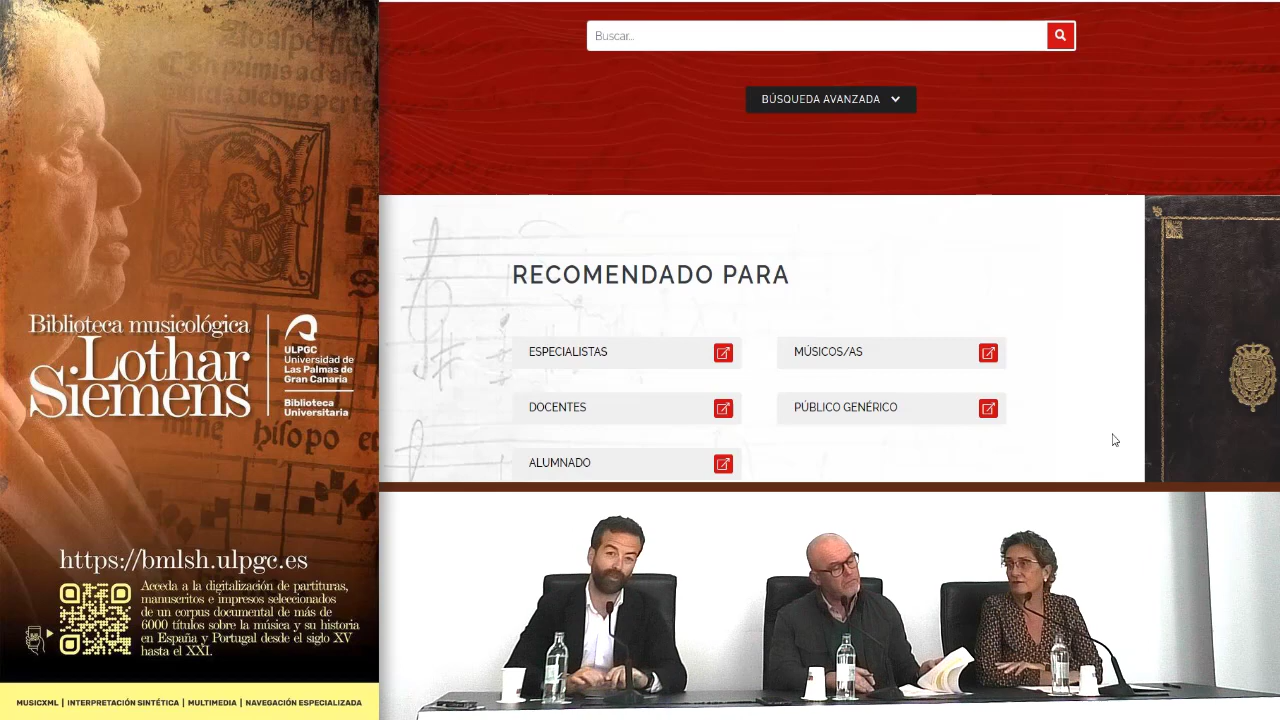 Biblioteca musicológica
Lothar
Siemens
ULPGC
Universidad de
Las Palmas de
Gran Canaria
Biblioteca
Universitaria
hisopo
https://bmlsh.ulpgc.es
Acceda a la digitalización de partituras,
manuscritos e impresos seleccionados
de un corpus documental de más de
6000 títulos sobre la música y su historia
en España y Portugal desde el siglo XV
hasta el XXI.
MUSICXML | INTERPRETACIÓN SINTÉTICA | MULTIMEDIA | NAVEGACIÓN ESPECIALIZADA
Buscar...
BÚSQUEDA AVANZADA
RECOMENDADO PARA
ESPECIALISTAS
MÚSICOS/AS
DOCENTES
PÚBLICO GENÉRICO
ALUMNADO